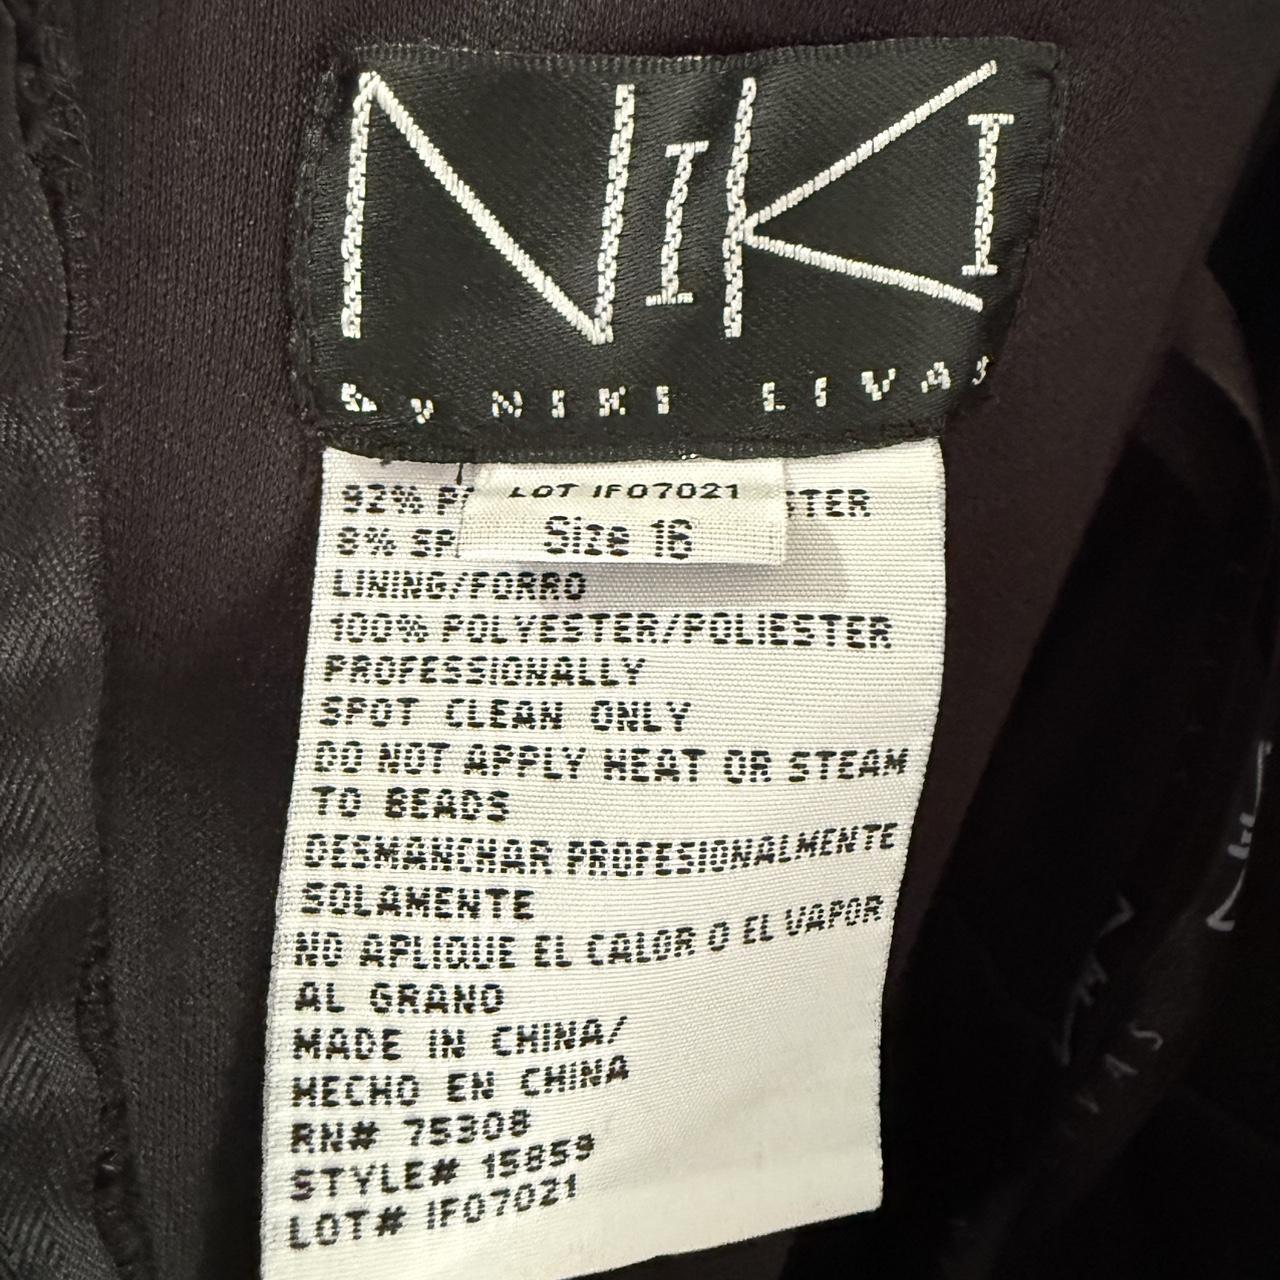 NIKI
By NIKI LIVAS
LOT IF07021
Size 16
92%
8%
LINING/FORRO
100% POLYESTER/POLIESTER
PROFESSIONALLY
SPOT CLEAN ONLY
DO NOT APPLY HEAT OR STEAM
TO BEADS
DESMANCHAR PROFESIONALMENTE
SOLAMENTE
NO APLIQUE EL CALOR O EL VAPOR
AL GRANO
MADE IN CHINA/
HECHO EN CHINA
RN# 75308
STYLE# 15859
LOT# IF07021